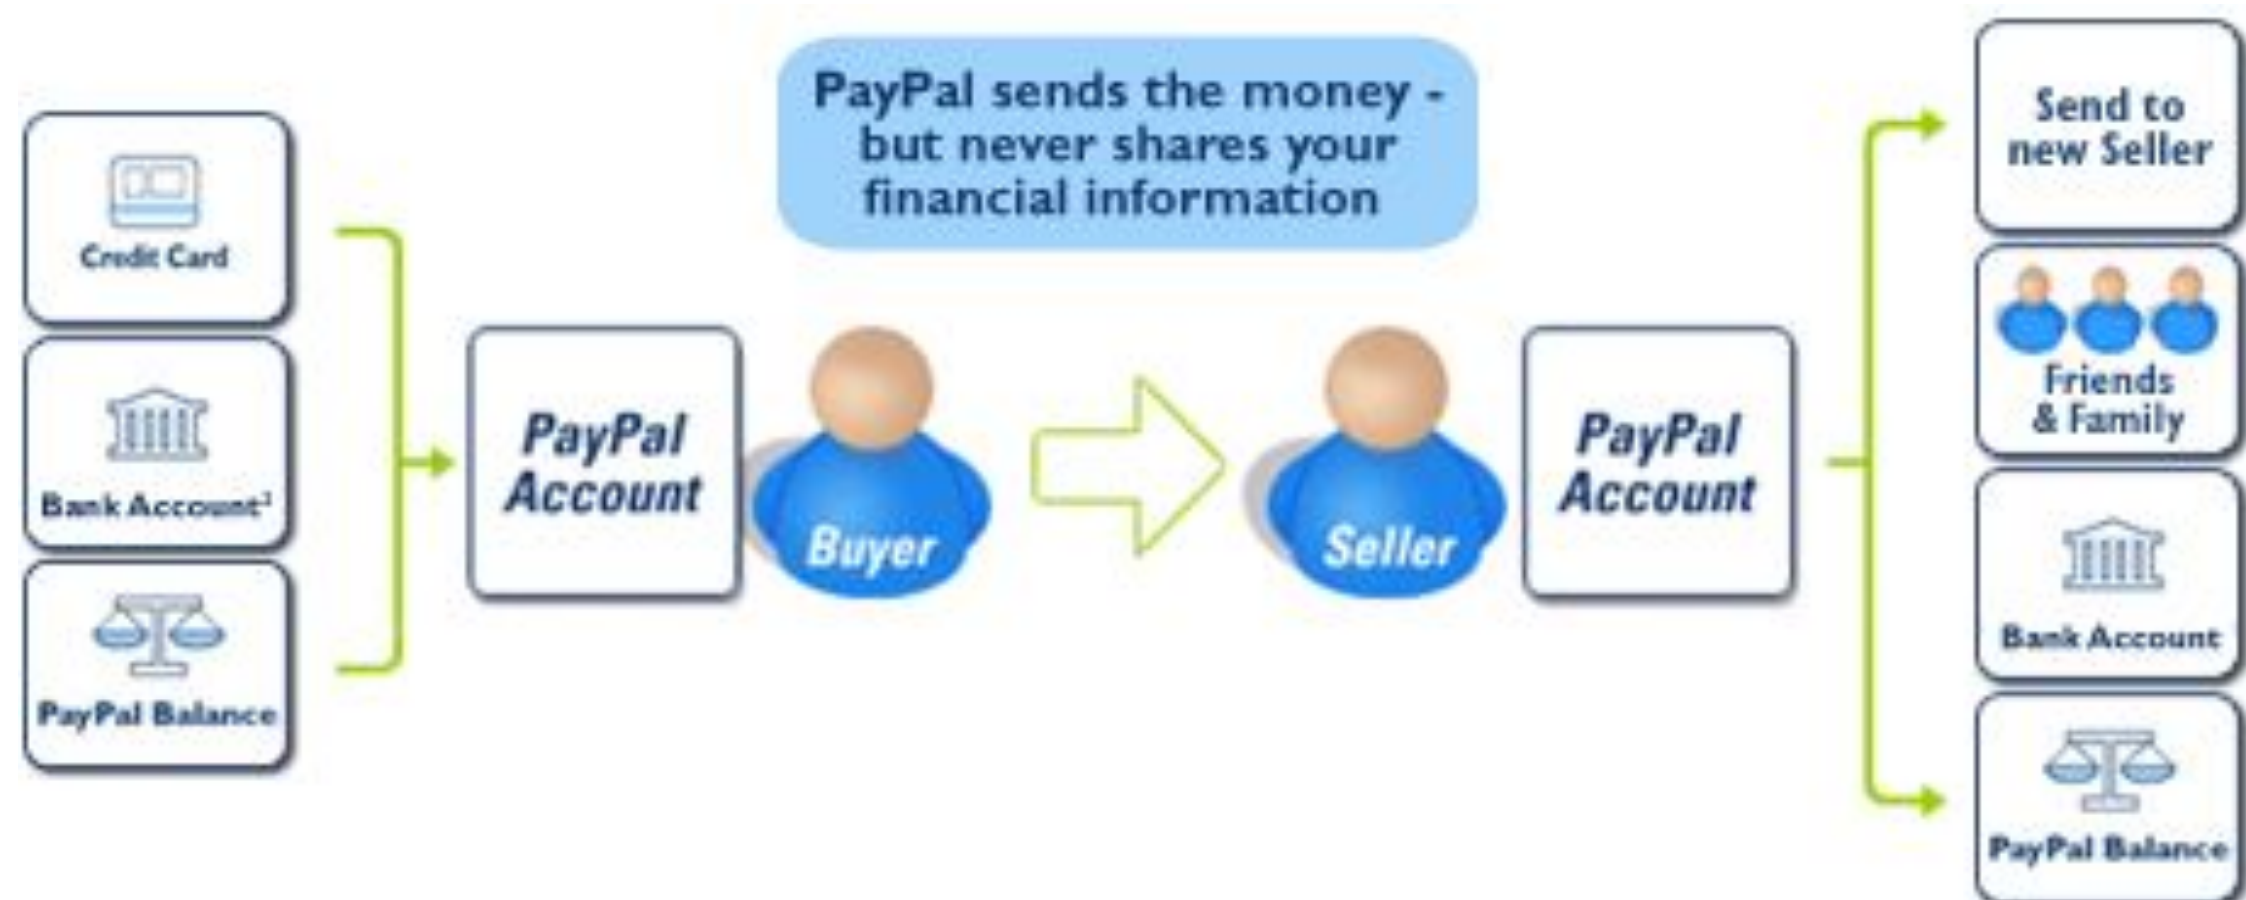 PayPal sends the money -
but never shares your
financial information
Credit Card
Bank Account¹
PayPal Balance
PayPal
Account
Buyer
Seller
PayPal
Account
Send to
new Seller
Friends
& Family
Bank Account
PayPal Balance